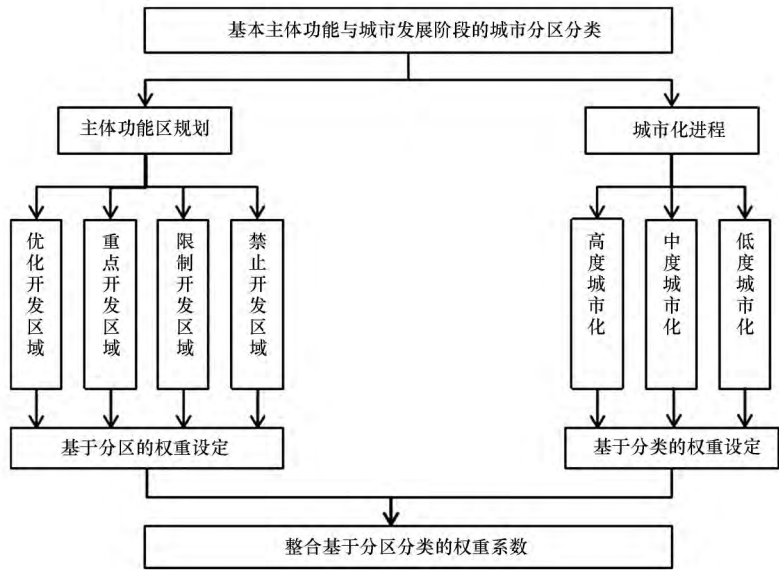 基本主体功能与城市发展阶段的城市分区分类
主体功能区规划
城市化进程
优化开发区域
重点开发区域
限制开发区域
禁止开发区域
高度城市化
中度城市化
低度城市化
基于分区的权重设定
基于分类的权重设定
整合基于分区分类的权重系数